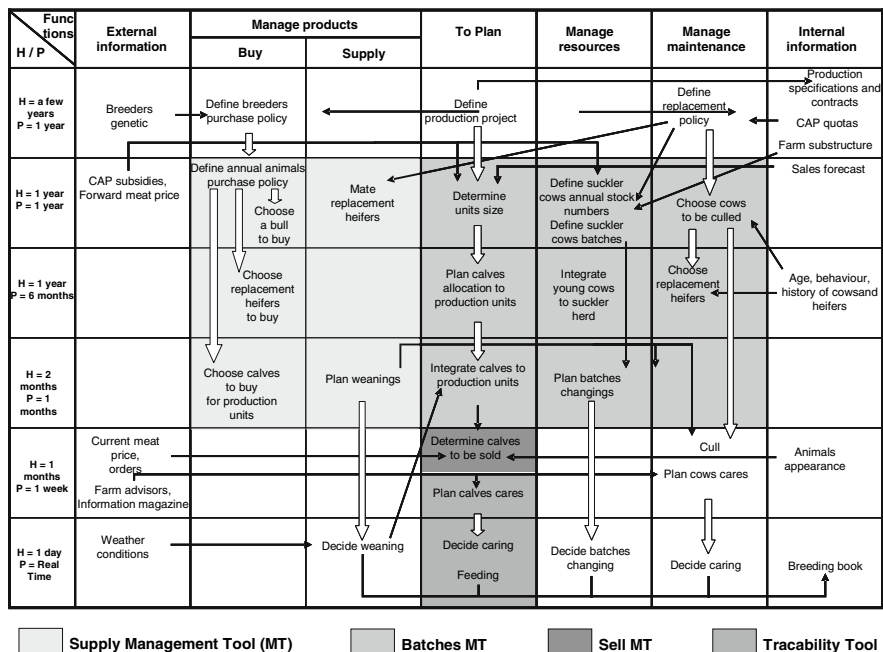 Func
tions
H / P
External
information
Manage products
Buy
Supply
To Plan
Manage
resources
Manage
maintenance
Internal
information
H = a few
years
P = 1 year
Breeders
genetic
Define breeders
purchase policy
Define
production project
Define
replacement
policy
Production
specifications and
contracts
CAP quotas
Farm substructure
H = 1 year
P = 1 year
CAP subsidies,
Forward meat price
Define annual animals
purchase policy
Choose
a bull
to buy
Mate
replacement
heifers
Determine
units size
Define suckler
cows annual stock
numbers
Define suckler
cows batches
Choose cows
to be culled
Sales forecast
H = 1 year
P = 6 months
Choose
replacement
heifers
to buy
Plan calves
allocation to
production units
Integrate
young cows
to suckler
herd
Choose
replacement
heifers
Age, behaviour,
history of cowsand
heifers
H = 2
months
P = 1
months
Choose calves
to buy
for production
units
Plan weanings
Integrate calves to
production units
Plan batches
changings
H = 1
months
P = 1 week
Current meat
price,
orders
Farm advisors,
Information magazine
Determine calves
to be sold
Plan calves cares
Cull
Plan cows cares
Animals
appearance
H = 1 day
P = Real
Time
Weather
conditions
Decide weaning
Decide caring
Feeding
Decide batches
changing
Decide caring
Breeding book
Supply Management Tool (MT)
Batches MT
Sell MT
Tracability Tool